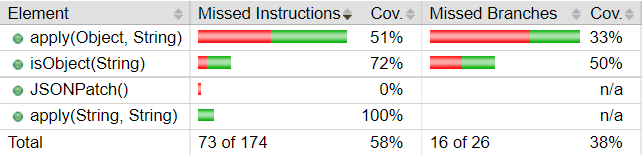 Element Missed Instructions Cov. Missed Branches Cov.
apply(Object, String) 51% 33%
isObject(String) 72% 50%
JSONPatch() 0% n/a
apply(String, String) 100% n/a
Total 73 of 174 58% 16 of 26 38%